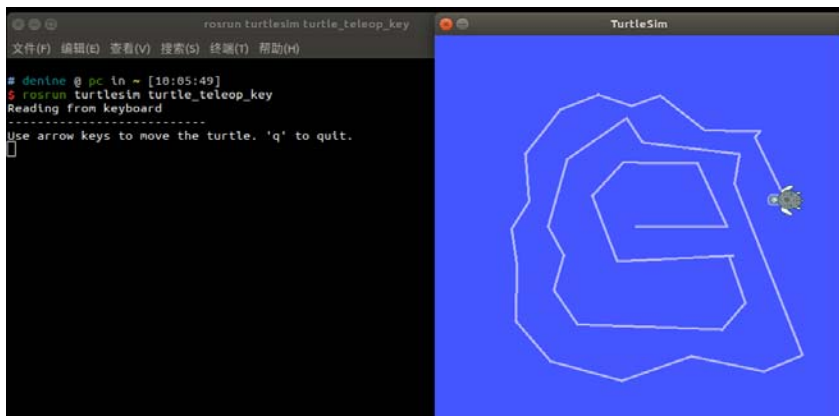 rosrun turtlesim turtle_teleop_key
文件(F) 编辑(E) 查看(V) 搜索(S) 终端(T) 帮助(H)
# denine @ pc in ~ [10:05:49]
$ rosrun turtlesim turtle_teleop_key
Reading from keyboard
---------------------------
Use arrow keys to move the turtle. 'q' to quit.
TurtleSim